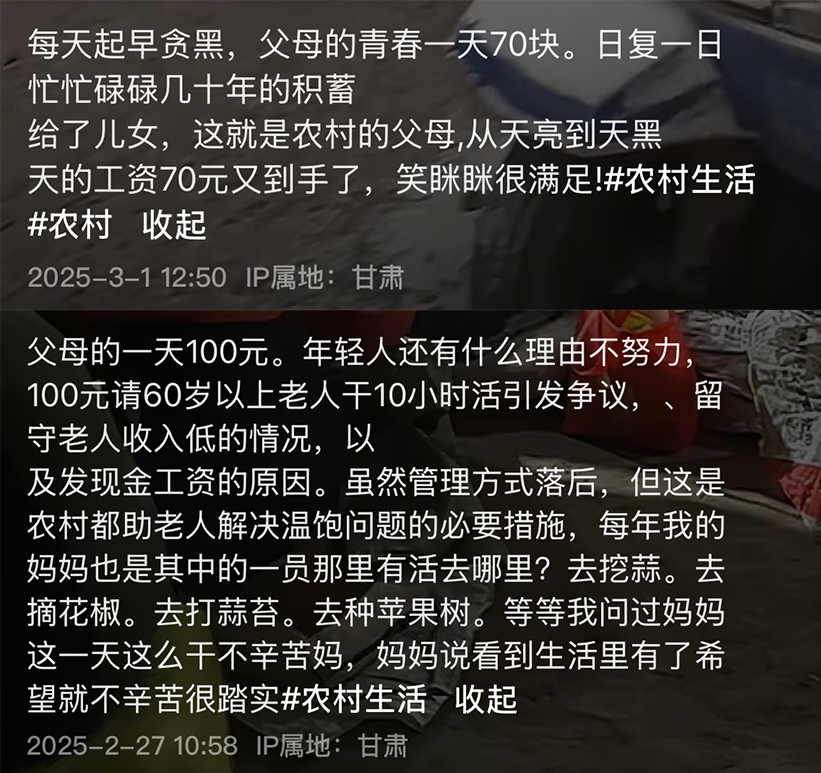 每天起早贪黑，父母的青春一天70块。日复一日
忙忙碌碌几十年的积蓄
给了儿女，这就是农村的父母,从天亮到天黑
天的工资70元又到手了，笑眯眯很满足!#农村生活
#农村 收起
2025-3-1 12:50 IP属地：甘肃
父母的一天100元。年轻人还有什么理由不努力，
100元请60岁以上老人干10小时活引发争议，、留
守老人收入低的情况，以
及发现金工资的原因。虽然管理方式落后，但这是
农村都助老人解决温饱问题的必要措施，每年我的
妈妈也是其中的一员那里有活去哪里？去挖蒜。去
摘花椒。去打蒜苔。去种苹果树。等等我问过妈妈
这一天这么干不辛苦妈，妈妈说看到生活里有了希
望就不辛苦很踏实#农村生活 收起
2025-2-27 10:58 IP属地：甘肃